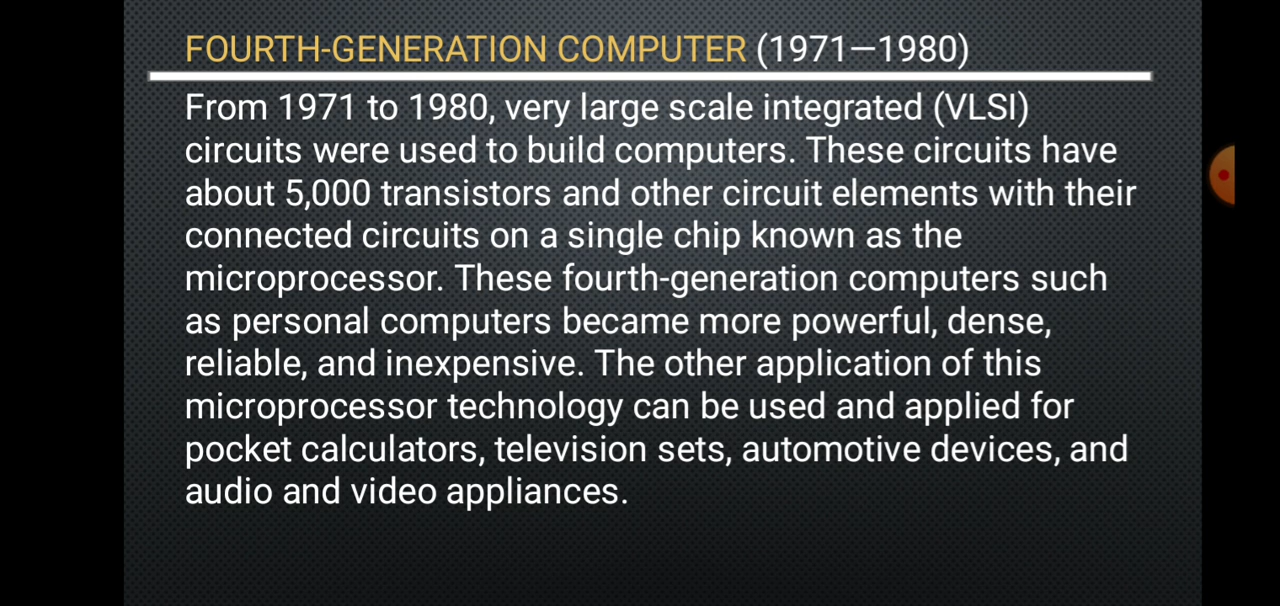 FOURTH-GENERATION COMPUTER (1971—1980)
From 1971 to 1980, very large scale integrated (VLSI)
circuits were used to build computers. These circuits have
about 5,000 transistors and other circuit elements with their
connected circuits on a single chip known as the
microprocessor. These fourth-generation computers such
as personal computers became more powerful, dense,
reliable, and inexpensive. The other application of this
microprocessor technology can be used and applied for
pocket calculators, television sets, automotive devices, and
audio and video appliances.